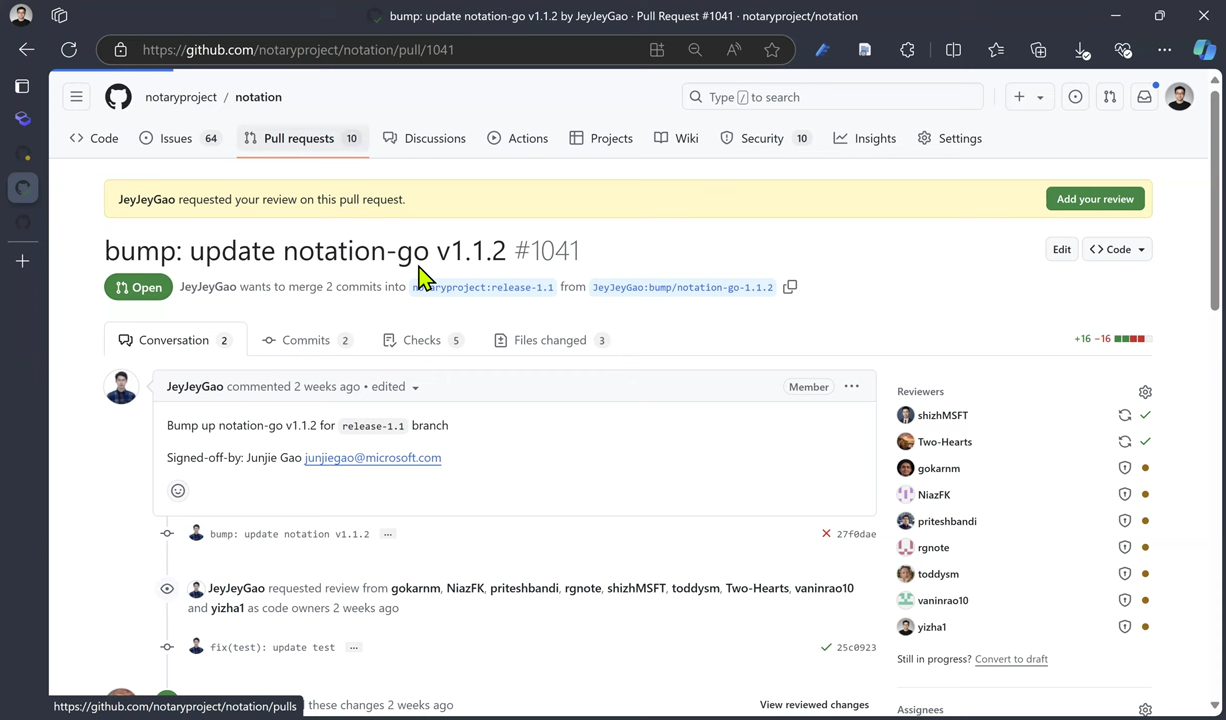 bump: update notation-go v1.1.2 by JeyJeyGao · Pull Request #1041 · notaryproject/notation
https://github.com/notaryproject/notation/pull/1041
notaryproject / notation
Type / to search
Code Issues 64 Pull requests 10 Discussions Actions Projects Wiki Security 10 Insights Settings
JeyJeyGao requested your review on this pull request.
Add your review
bump: update notation-go v1.1.2 #1041
Edit
Code
Open
JeyJeyGao wants to merge 2 commits into notaryproject:release-1.1 from JeyJeyGao:bump/notation-go-1.1.2
Conversation 2 Commits 2 Checks 5 Files changed 3
+16 −16
JeyJeyGao commented 2 weeks ago • edited
Member
Bump up notation-go v1.1.2 for release-1.1 branch
Signed-off-by: Junjie Gao junjiegao@microsoft.com
bump: update notation v1.1.2 ...
27f0dae
JeyJeyGao requested review from gokarnm, NiazFK, priteshbandi, rgnote, shizhMSFT, toddysm, Two-Hearts, vaninrao10
and yizha1 as code owners 2 weeks ago
fix(test): update test ...
25c0923
these changes 2 weeks ago
View reviewed changes
Reviewers
shizhMSFT
Two-Hearts
gokarnm
NiazFK
priteshbandi
rgnote
toddysm
vaninrao10
yizha1
Still in progress? Convert to draft
Assignees
https://github.com/notaryproject/notation/pulls